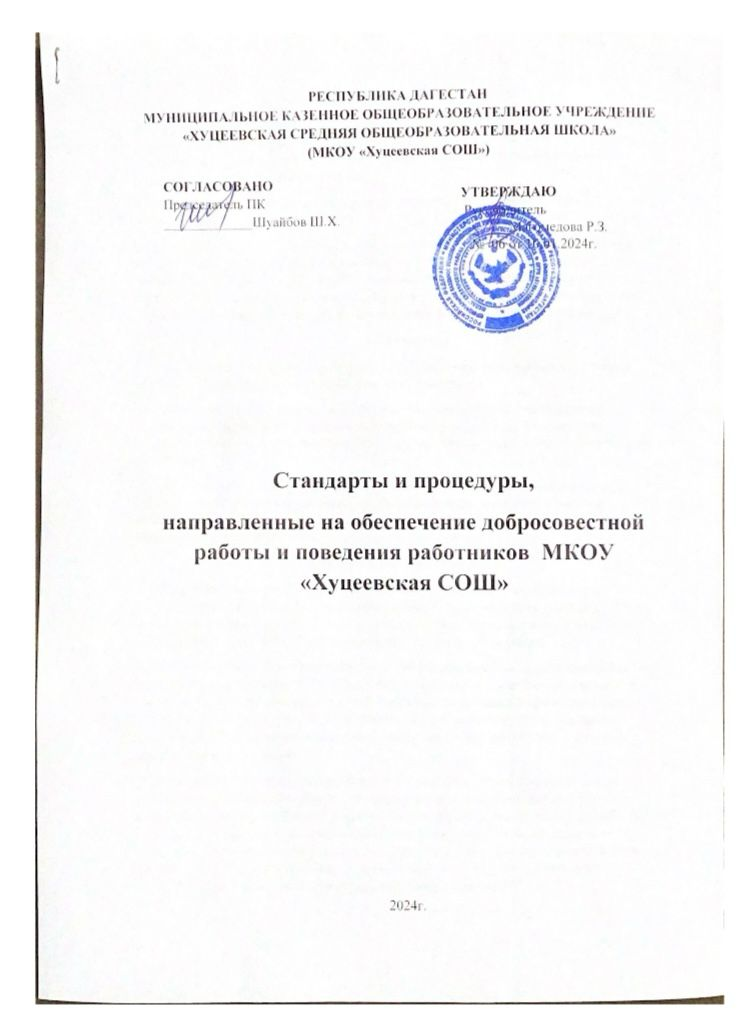 РЕСПУБЛИКА ДАГЕСТАН
МУНИЦИПАЛЬНОЕ КАЗЕННОЕ ОБЩЕОБРАЗОВАТЕЛЬНОЕ УЧРЕЖДЕНИЕ
«ХУЦЕЕВСКАЯ СРЕДНЯЯ ОБЩЕОБРАЗОВАТЕЛЬНАЯ ШКОЛА»
(МКОУ «Хуцеевская СОШ»)
СОГЛАСОВАНО
Председатель ПК
Шуайбов Ш.Х.
УТВЕРЖДАЮ
Руководитель
Р.З.
2024г.
Стандарты и процедуры,
направленные на обеспечение добросовестной
работы и поведения работников МКОУ
«Хуцеевская СОШ»
2024г.